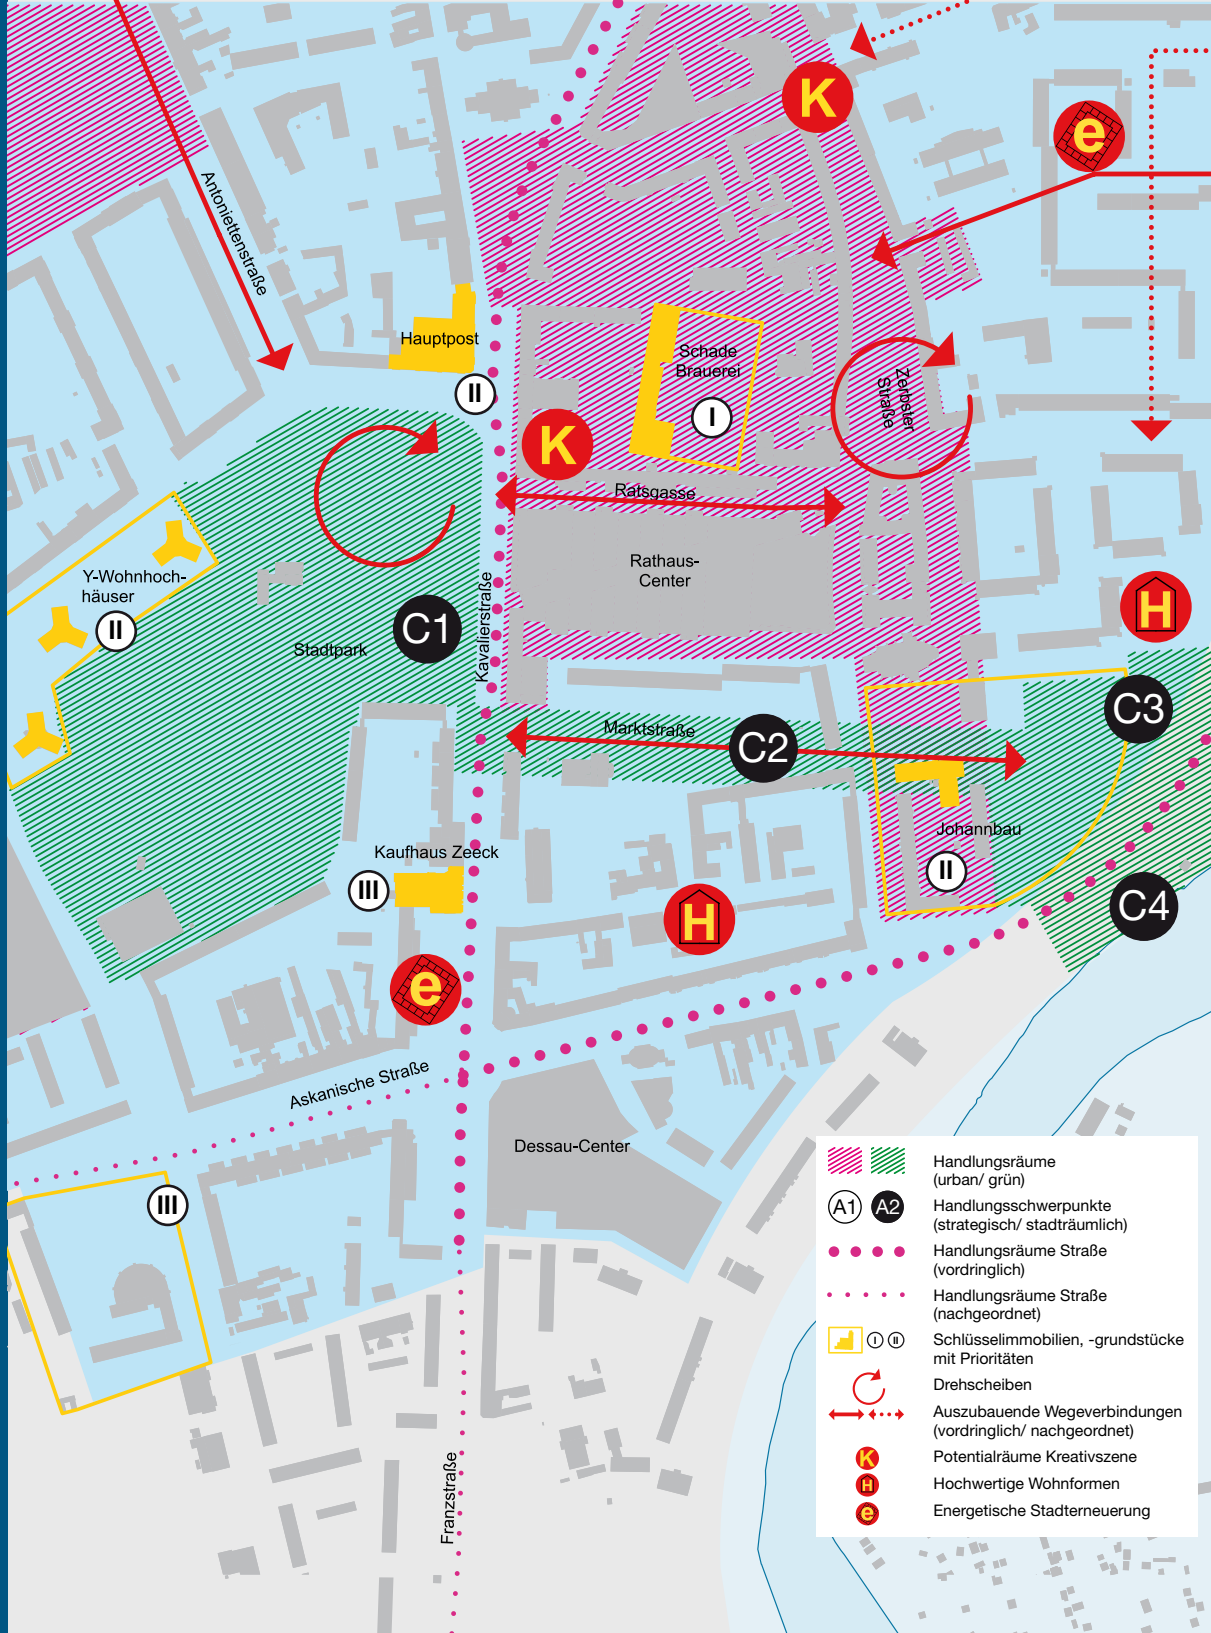 K
e
Antoniettenstraße
Hauptpost
II
Schade
Brauerei
I
Zerbster
Straße
K
Ratsgasse
Rathaus-
Center
Y-Wohnhoch-
häuser
II
C1
Stadtpark
Kavalierstraße
H
C3
Marktstraße
C2
Johannbau
II
Kaufhaus Zeeck
III
H
C4
e
Askanische Straße
Dessau-Center
III
Franzstraße
Handlungsräume
(urban/ grün)
A1 A2 Handlungsschwerpunkte
(strategisch/ stadträumlich)
Handlungsräume Straße
(vordringlich)
Handlungsräume Straße
(nachgeordnet)
I II Schlüsselimmobilien, -grundstücke
mit Prioritäten
Drehscheiben
Auszubauende Wegeverbindungen
(vordringlich/ nachgeordnet)
K Potentialräume Kreativszene
H Hochwertige Wohnformen
e Energetische Stadterneuerung